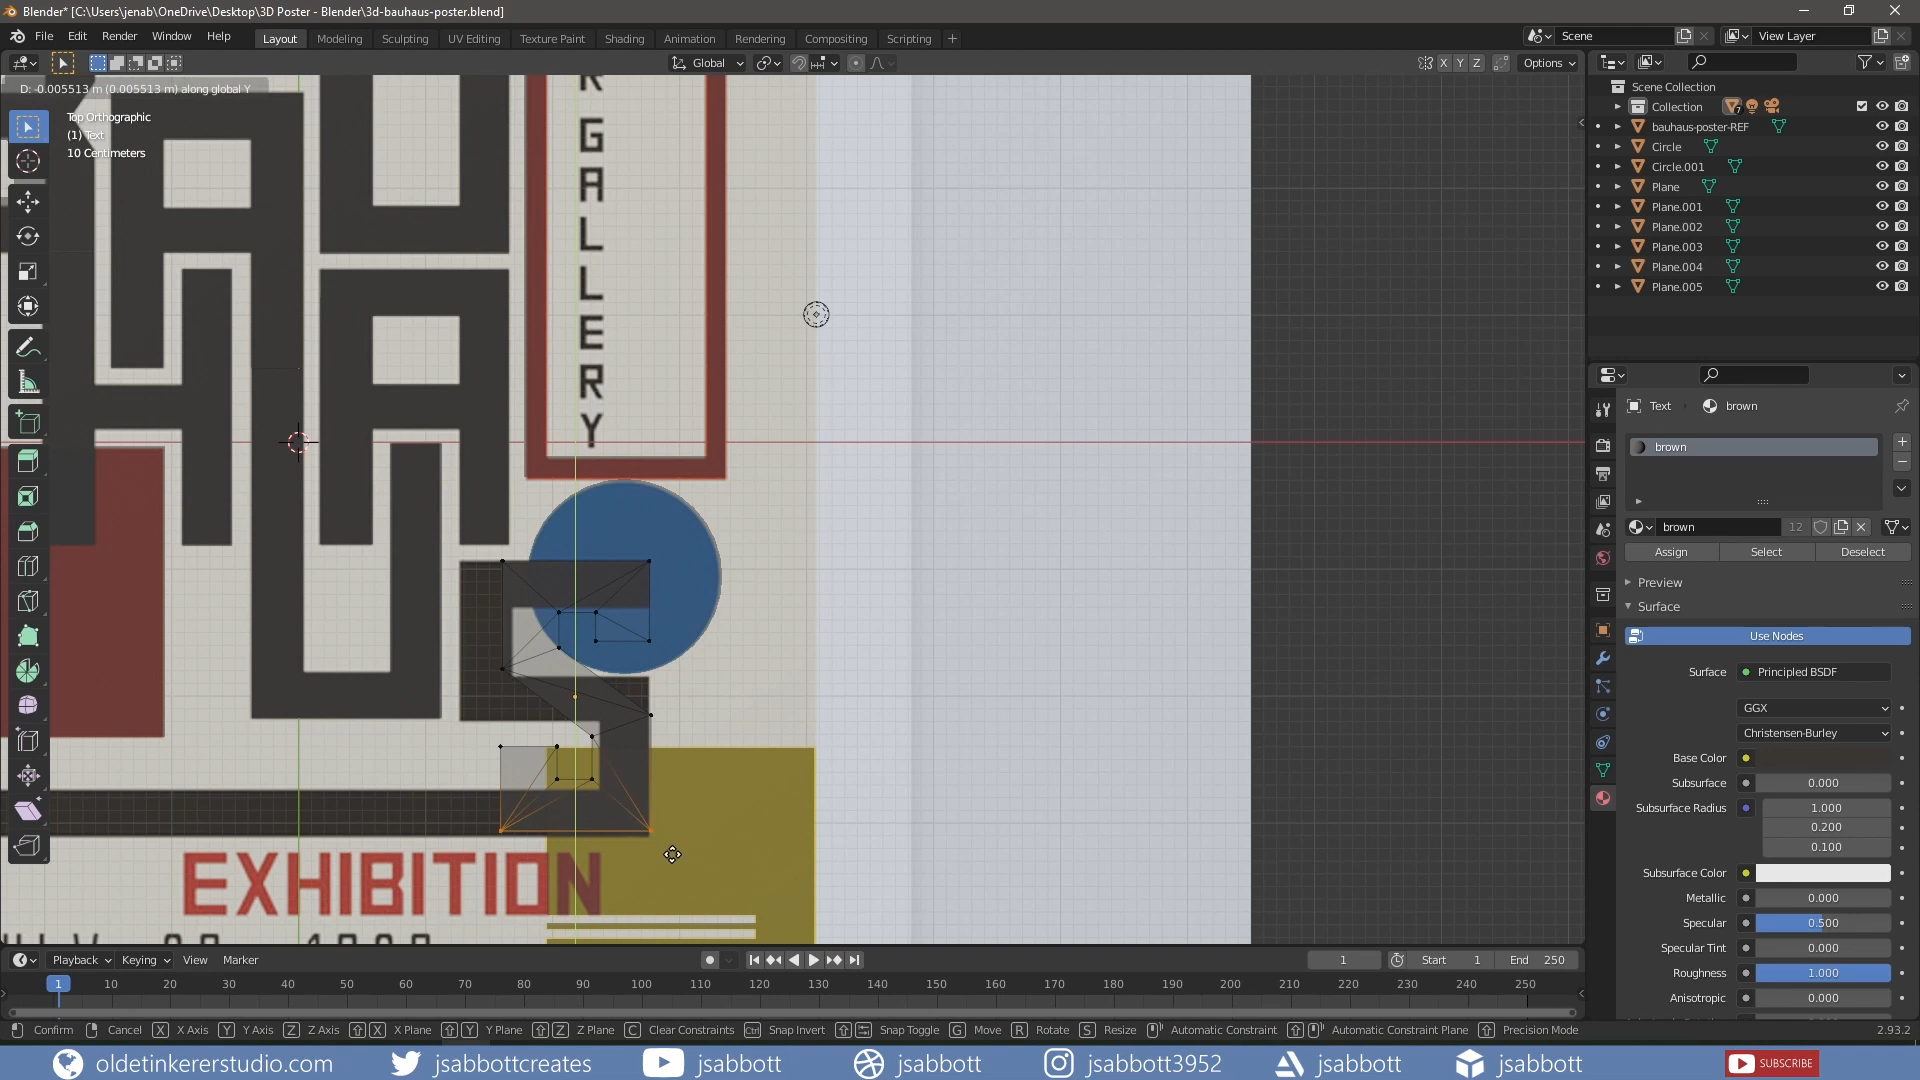 Blender* [C:\Users\jenab\OneDrive\Desktop\3D Poster - Blender\3d-bauhaus-poster.blend]
File Edit Render Window Help
Layout Modeling Sculpting UV Editing Texture Paint Shading Animation Rendering Compositing Scripting +
Scene
View Layer
Global
X Y Z
Options
D: -0.005513 m (0.005513 m) along global Y
Top Orthographic
(1) Text
10 Centimeters
R
G
A
L
L
E
R
Y
EXHIBITION
Scene Collection
Collection 7
bauhaus-poster-REF
Circle
Circle.001
Plane
Plane.001
Plane.002
Plane.003
Plane.004
Plane.005
Text brown
brown
brown 12
Assign Select Deselect
Preview
Surface
Use Nodes
Surface Principled BSDF
GGX
Christensen-Burley
Base Color
Subsurface 0.000
Subsurface Radius 1.000
0.200
0.100
Subsurface Color
Metallic 0.000
Specular 0.500
Specular Tint 0.000
Roughness 1.000
Anisotropic 0.000
Playback Keying View Marker
1 Start 1 End 250
1 10 20 30 40 50 60 70 80 90 100 110 120 130 140 150 160 170 180 190 200 210 220 230 240 250
Confirm Cancel X X Axis Y Y Axis Z Z Axis X X Plane Y Y Plane Z Z Plane C Clear Constraints Ctrl Snap Invert Snap Toggle G Move R Rotate S Resize Automatic Constraint Automatic Constraint Plane Precision Mode 2.93.2
oldetinkererstudio.com jsabbottcreates jsabbott jsabbott jsabbott3952 jsabbott jsabbott SUBSCRIBE